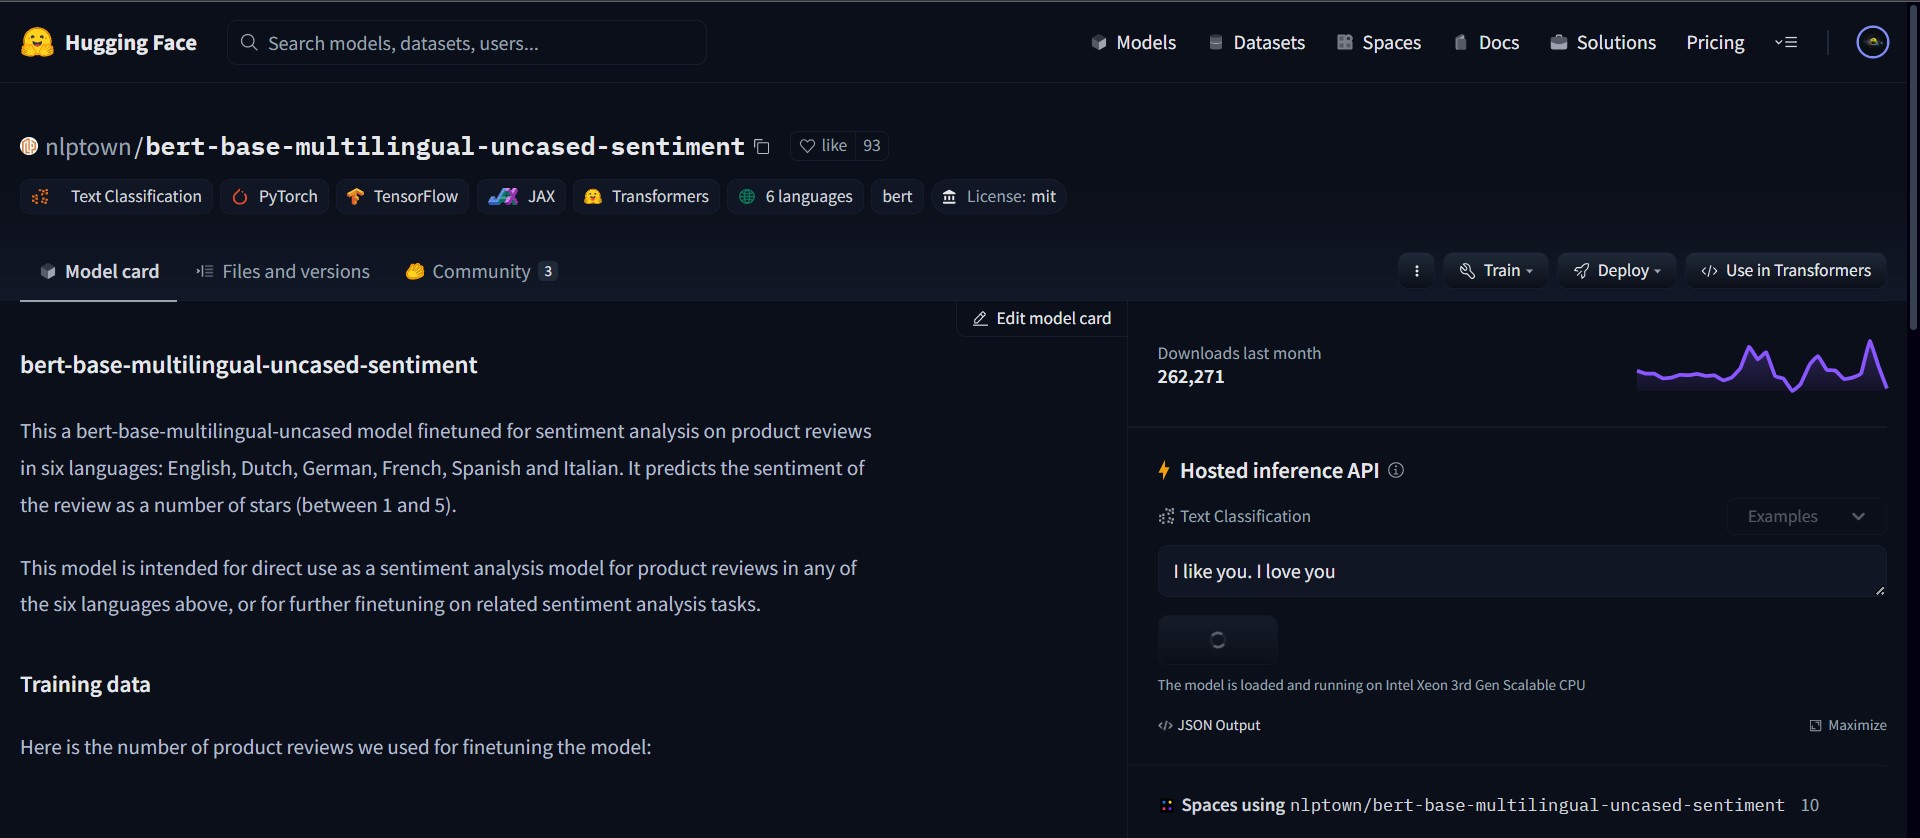 Hugging Face
Search models, datasets, users...
Models
Datasets
Spaces
Docs
Solutions
Pricing
nlptown/bert-base-multilingual-uncased-sentiment
like 93
Text Classification
PyTorch
TensorFlow
JAX
Transformers
6 languages
bert
License: mit
Model card
Files and versions
Community 3
Train
Deploy
Use in Transformers
Edit model card
bert-base-multilingual-uncased-sentiment
This a bert-base-multilingual-uncased model finetuned for sentiment analysis on product reviews
in six languages: English, Dutch, German, French, Spanish and Italian. It predicts the sentiment of
the review as a number of stars (between 1 and 5).
This model is intended for direct use as a sentiment analysis model for product reviews in any of
the six languages above, or for further finetuning on related sentiment analysis tasks.
Training data
Here is the number of product reviews we used for finetuning the model:
Downloads last month
262,271
Hosted inference API
Text Classification
Examples
I like you. I love you
The model is loaded and running on Intel Xeon 3rd Gen Scalable CPU
JSON Output
Maximize
Spaces using nlptown/bert-base-multilingual-uncased-sentiment 10